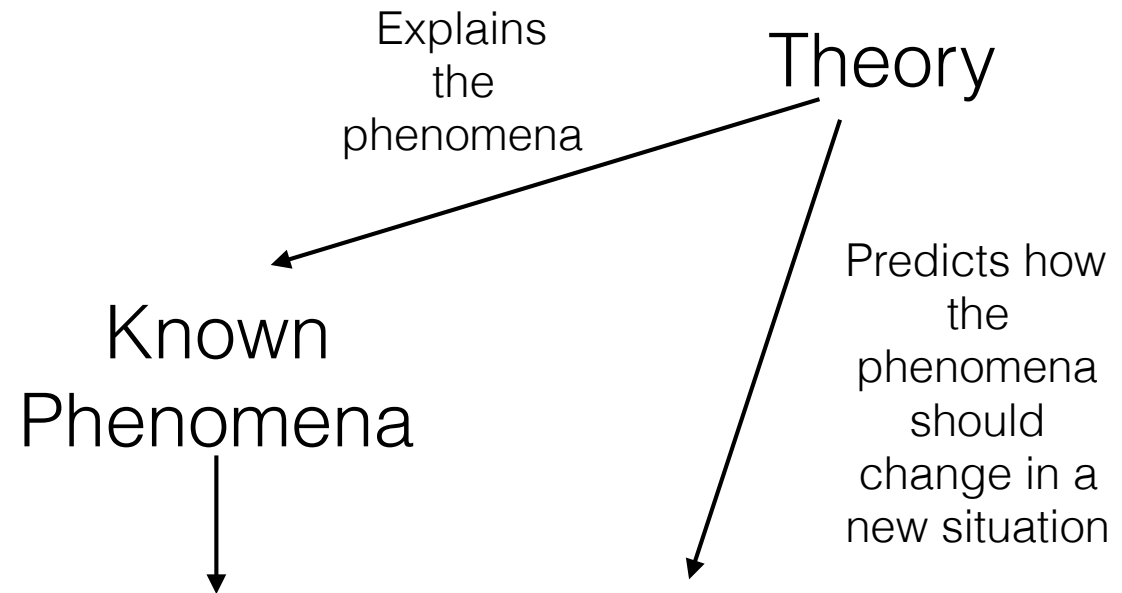 Explains
the
phenomena
Theory
Known
Phenomena
Predicts how
the
phenomena
should
change in a
new situation